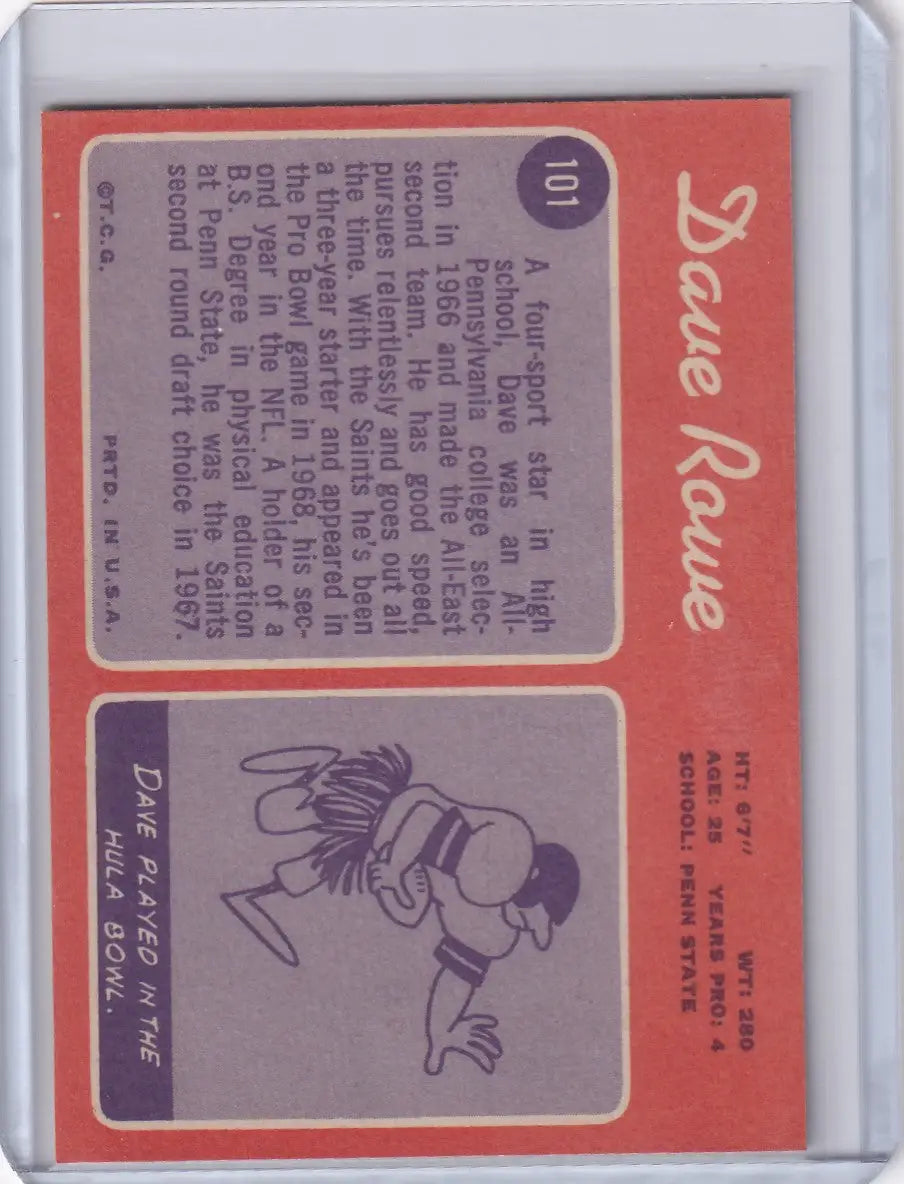 Dave Rowe
HT: 6'7" WT: 280
AGE: 25 YEARS PRO: 4
SCHOOL: PENN STATE
101
A four-sport star in high
school, Dave was an All-
Pennsylvania college selec-
tion in 1966 and made the All-East
second team. He has good speed,
pursues relentlessly and goes out all
the time. With the Saints he's been
a three-year starter and appeared in
the Pro Bowl game in 1968, his sec-
ond year in the NFL. A holder of a
B.S. Degree in physical education
at Penn State, he was the Saints
second round draft choice in 1967.
©T.C.G. PRTD. IN U.S.A.
DAVE PLAYED IN THE
HULA BOWL.